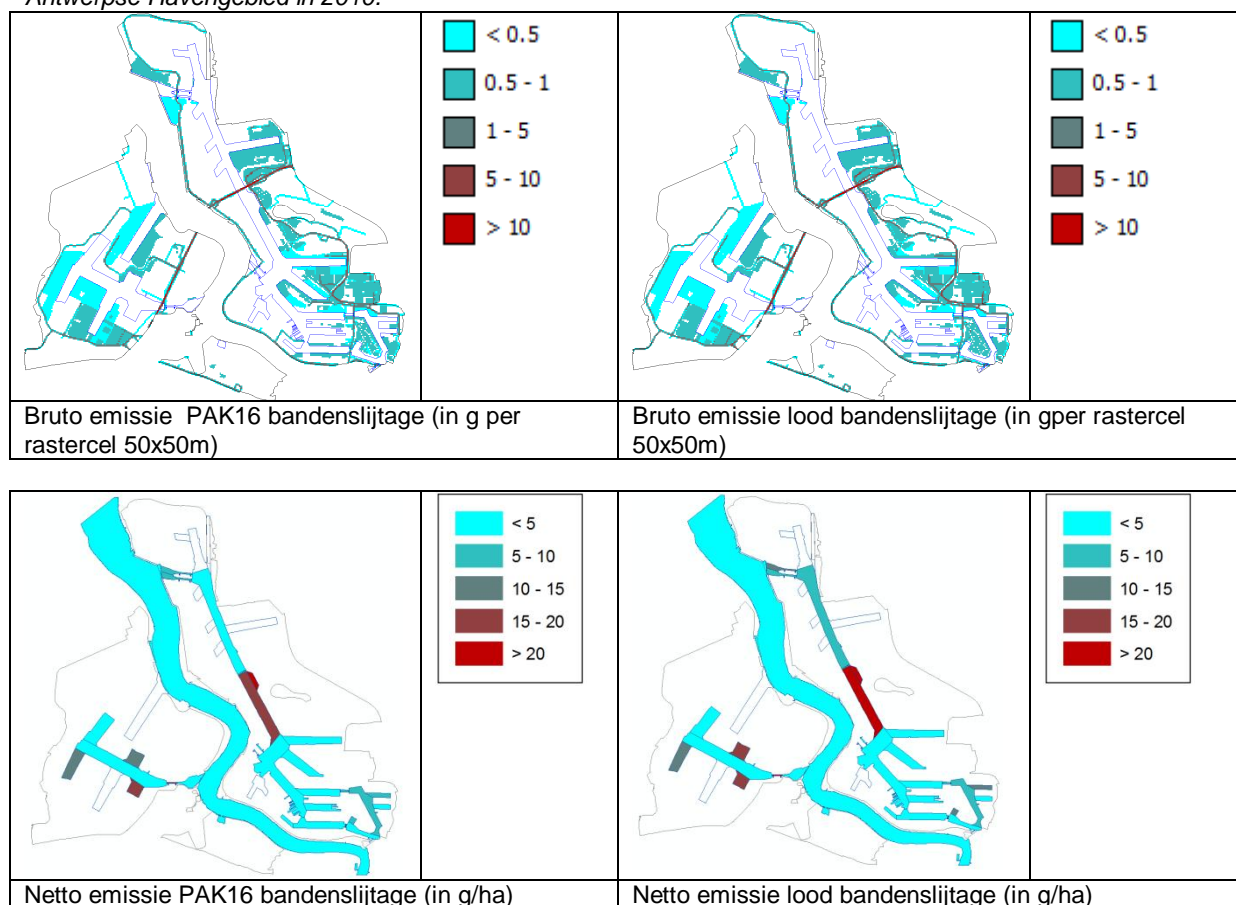 Antwerpse Havengebied in 2010.
< 0.5
0.5 - 1
1 - 5
5 - 10
> 10
< 0.5
0.5 - 1
1 - 5
5 - 10
> 10
Bruto emissie PAK16 bandenslijtage (in g per
rastercel 50x50m)
Bruto emissie lood bandenslijtage (in gper rastercel
50x50m)
< 5
5 - 10
10 - 15
15 - 20
> 20
< 5
5 - 10
10 - 15
15 - 20
> 20
Netto emissie PAK16 bandenslijtage (in g/ha)
Netto emissie lood bandenslijtage (in g/ha)